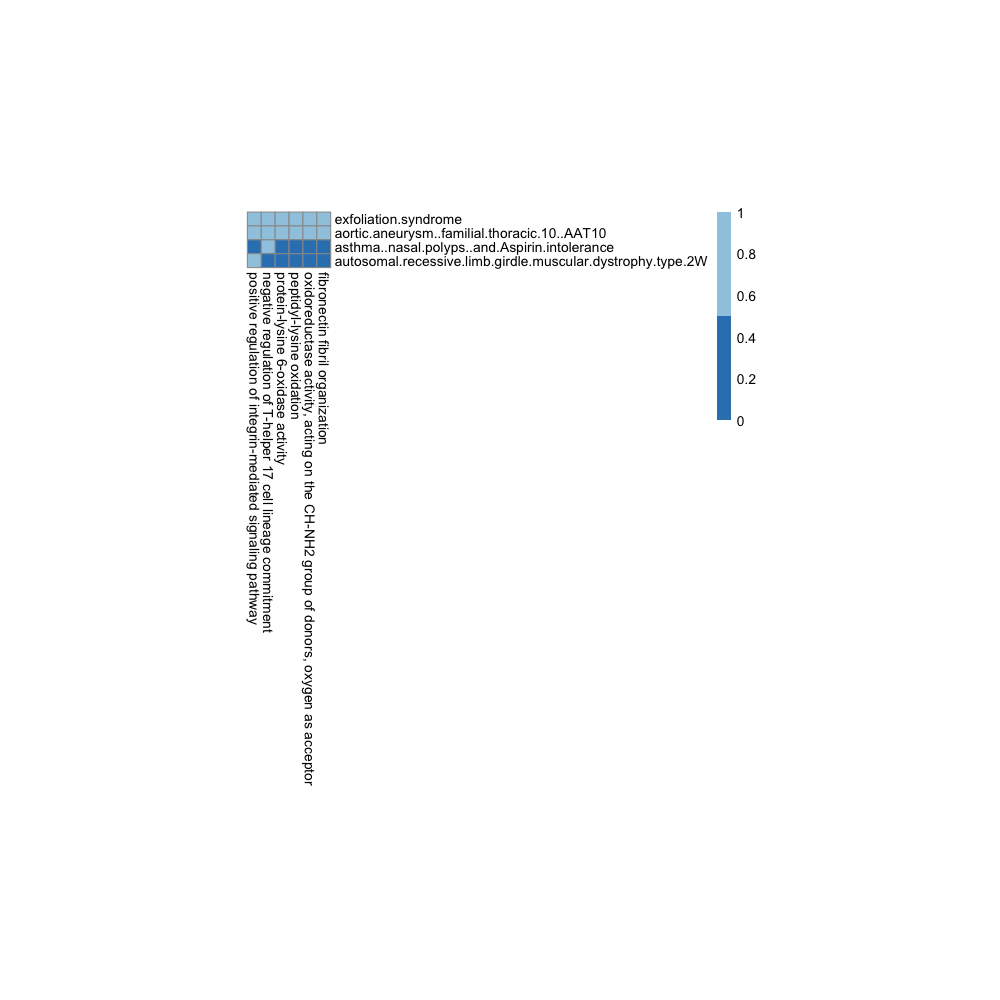 exfoliation.syndrome
aortic.aneurysm..familial.thoracic.10..AAT10
asthma..nasal.polyps..and.Aspirin.intolerance
autosomal.recessive.limb.girdle.muscular.dystrophy.type.2W
positive regulation of integrin-mediated signaling pathway
negative regulation of T-helper 17 cell lineage commitment
protein-lysine 6-oxidase activity
peptidyl-lysine oxidation
oxidoreductase activity, acting on the CH-NH2 group of donors, oxygen as acceptor
fibronectin fibril organization
1
0.8
0.6
0.4
0.2
0